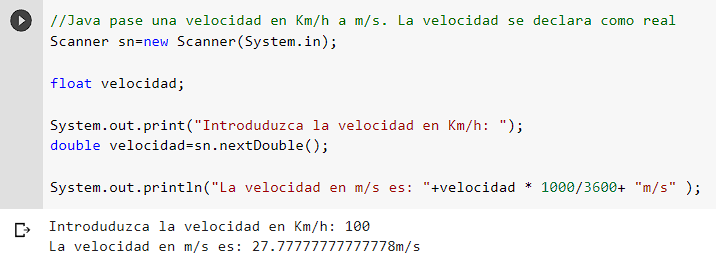 //Java pase una velocidad en Km/h a m/s. La velocidad se declara como real
Scanner sn=new Scanner(System.in);
float velocidad;
System.out.print("Introduduzca la velocidad en Km/h: ");
double velocidad=sn.nextDouble();
System.out.println("La velocidad en m/s es: "+velocidad * 1000/3600+ "m/s" );
Introduduzca la velocidad en Km/h: 100
La velocidad en m/s es: 27.77777777777778m/s